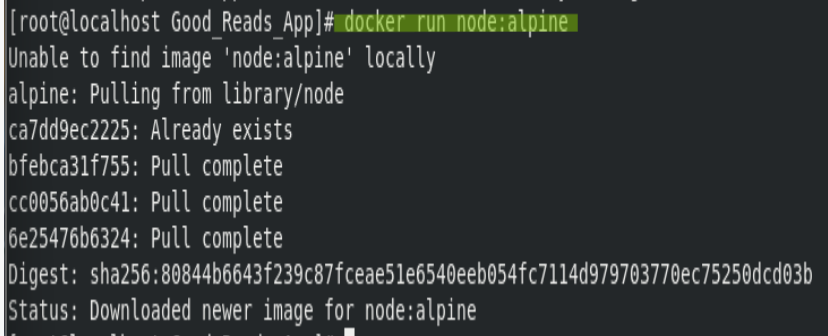 [root@localhost Good_Reads_App]# docker run node:alpine
Unable to find image 'node:alpine' locally
alpine: Pulling from library/node
ca7dd9ec2225: Already exists
bfebca31f755: Pull complete
cc0056ab0c41: Pull complete
6e25476b6324: Pull complete
Digest: sha256:80844b6643f239c87fceae51e6540eeb054fc7114d979703770ec75250dcd03b
Status: Downloaded newer image for node:alpine